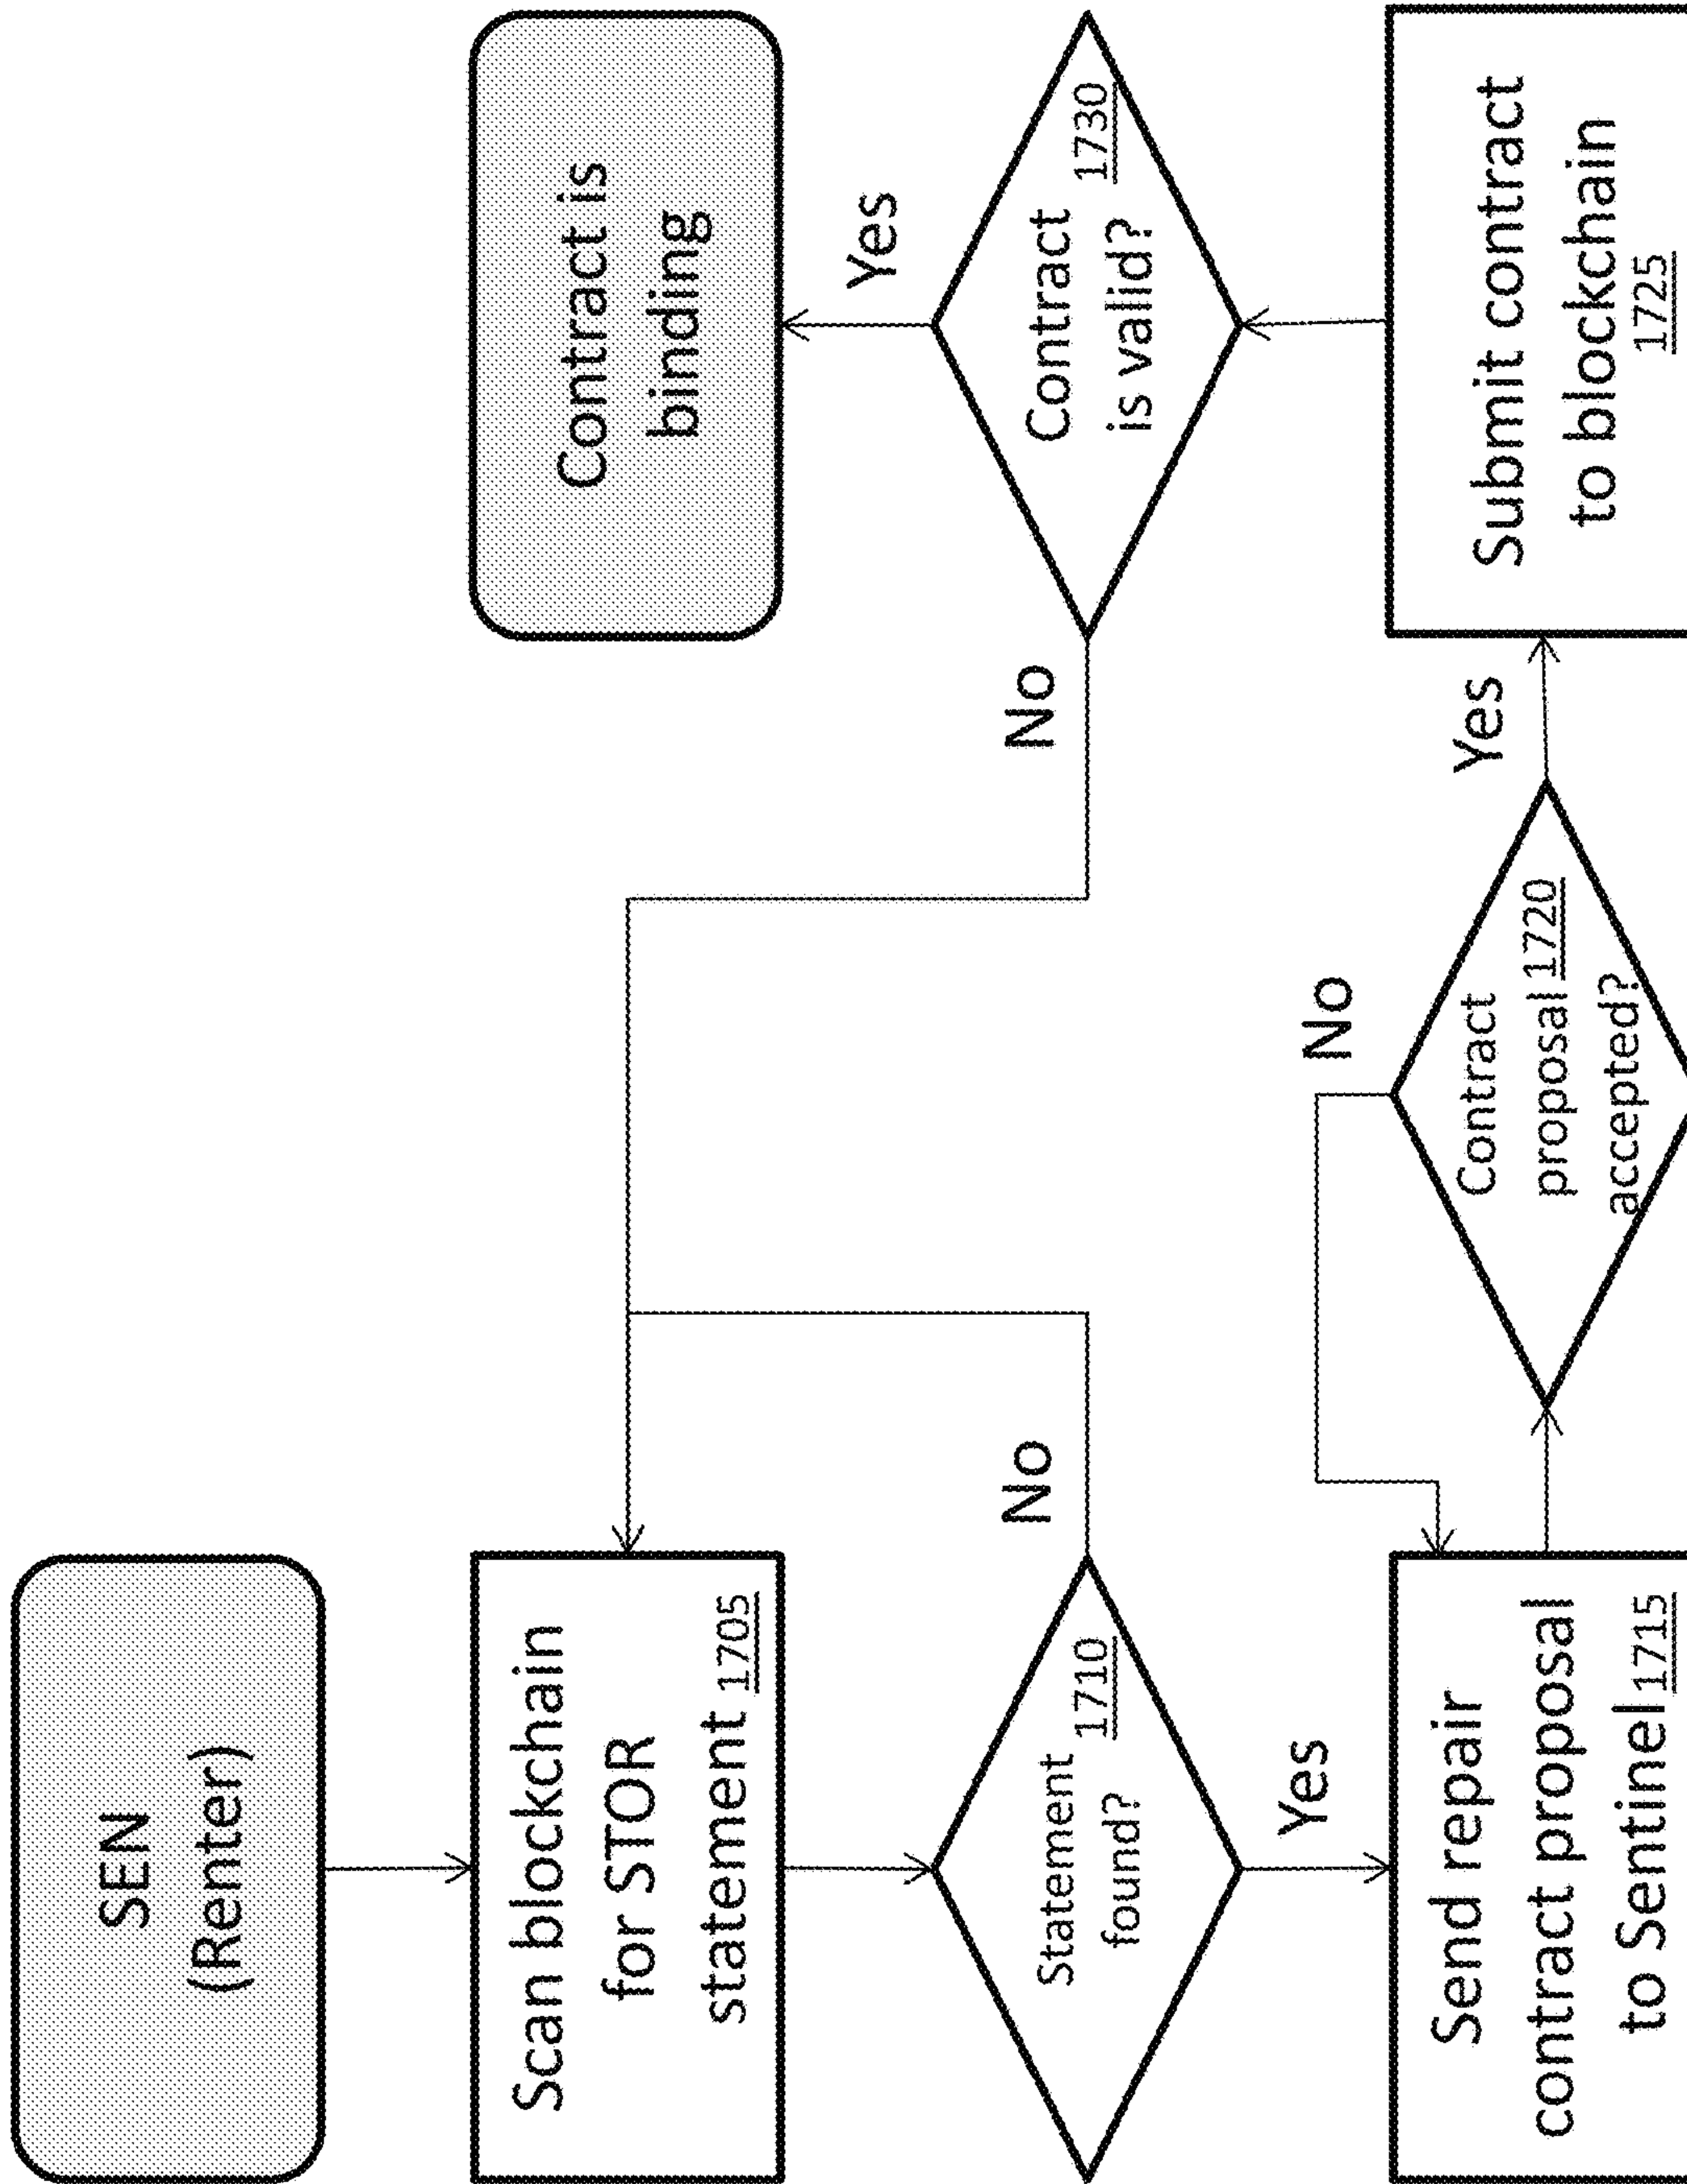 SEN
(Renter)
Scan blockchain
for STOR
statement 1705
Statement 1710
found?
No
Yes
Send repair
contract proposal
to Sentinel 1715
Contract
proposal 1720
accepted?
No
Yes
Submit contract
to blockchain
1725
Contract 1730
is valid?
No
Yes
Contract is
binding